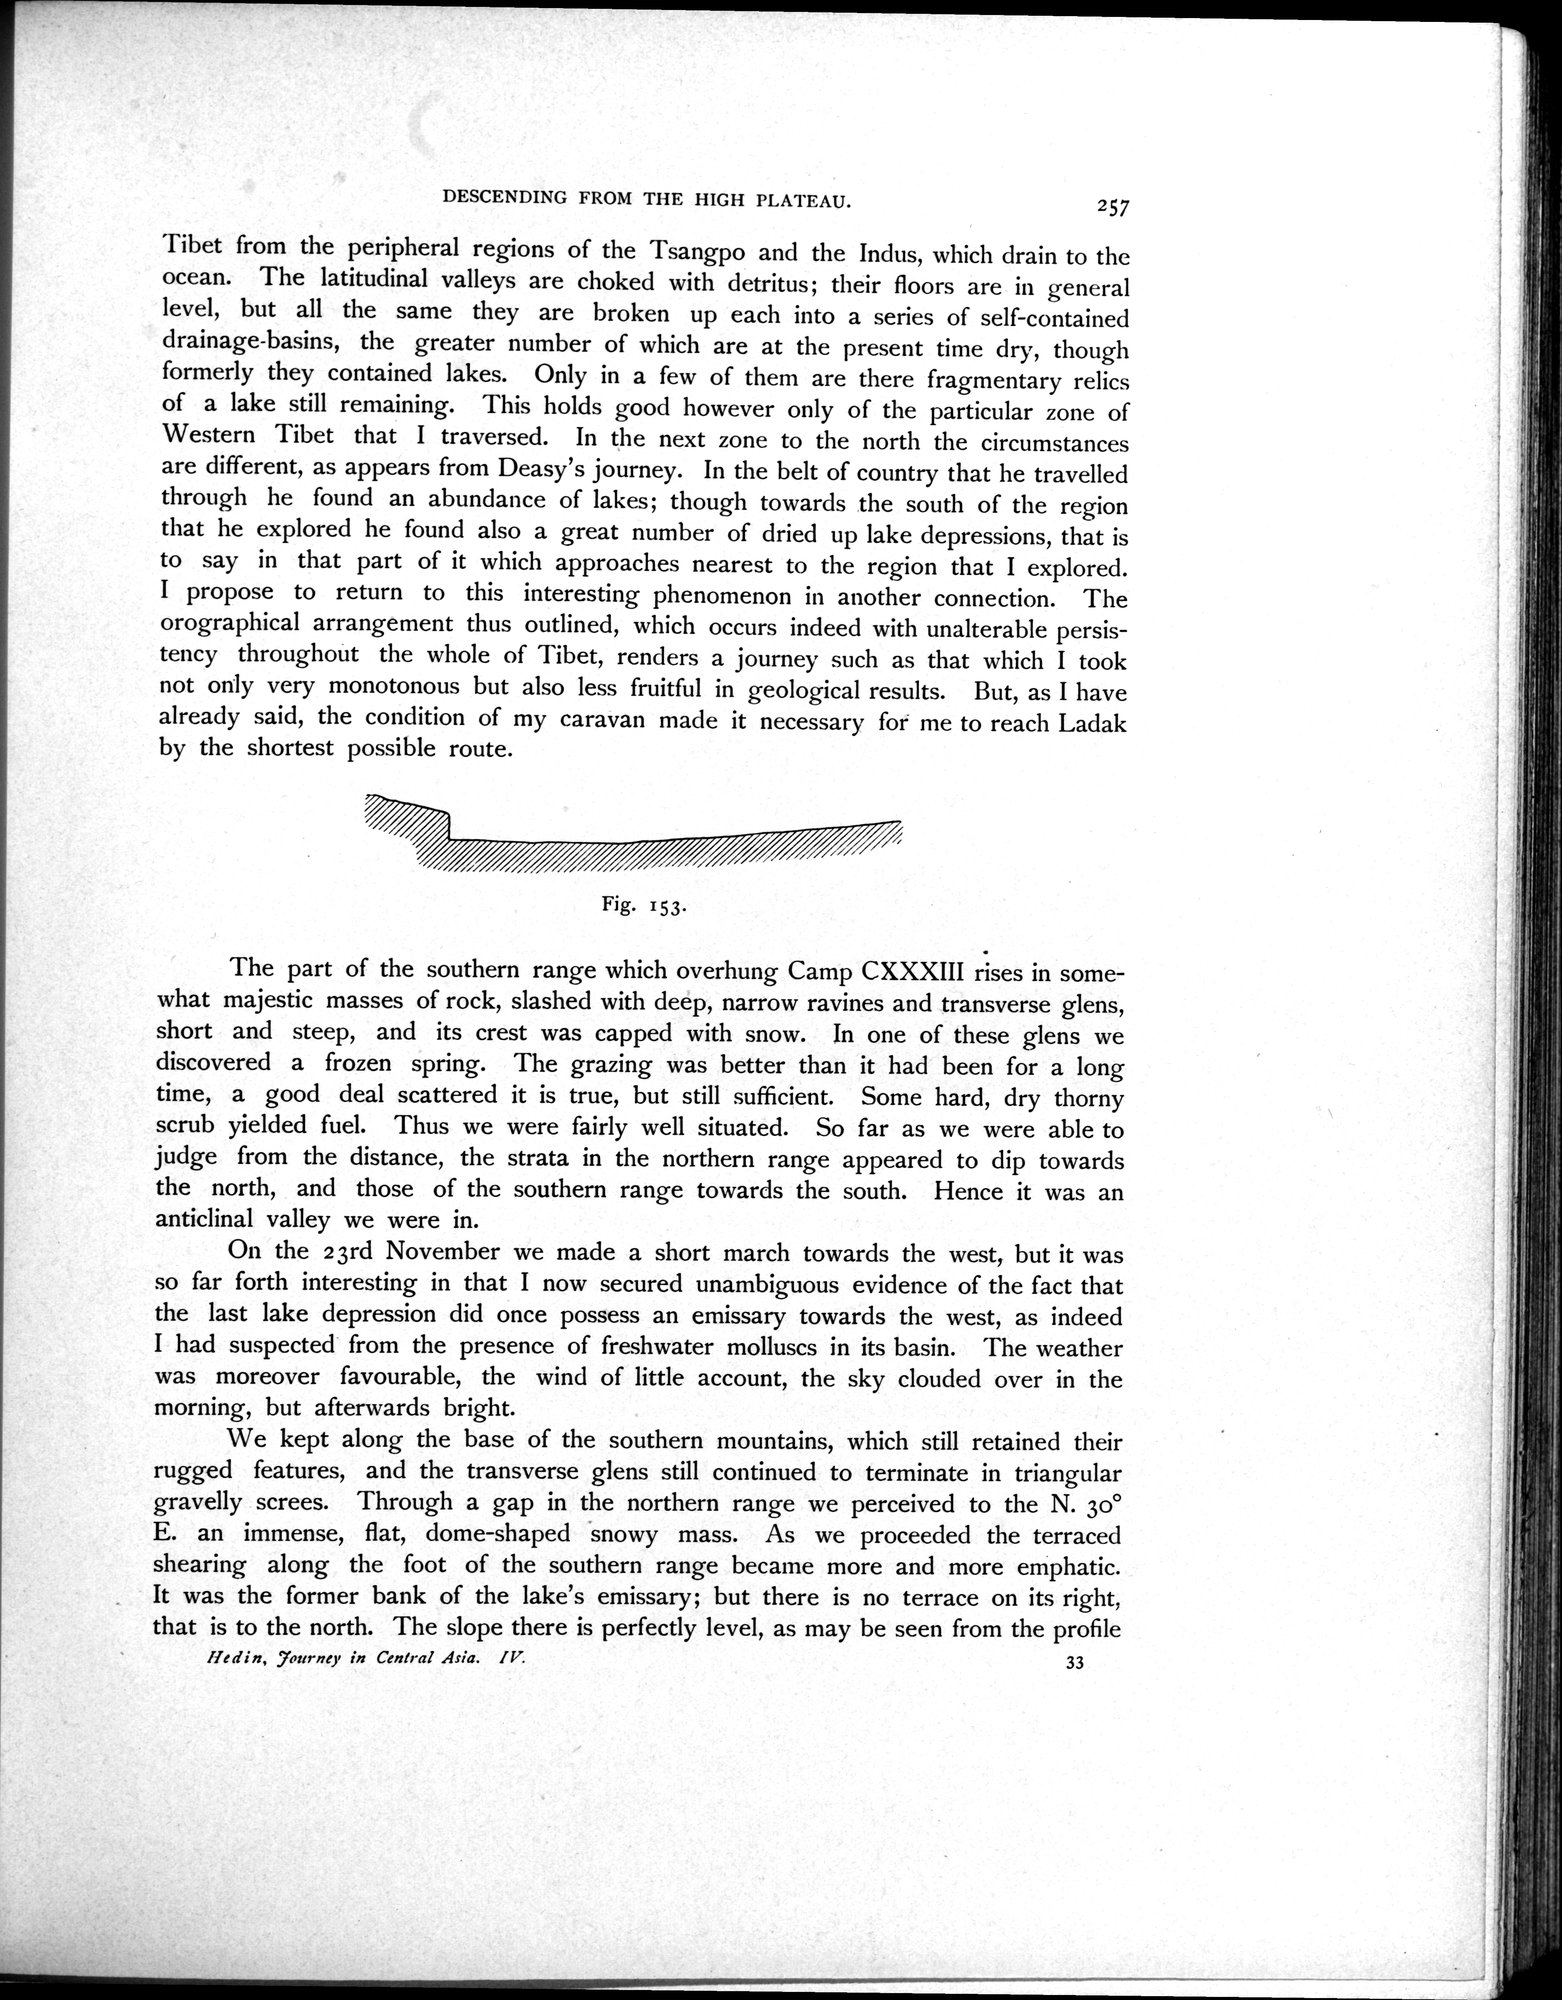 DESCENDING FROM THE HIGH PLATEAU. 257
Tibet from the peripheral regions of the Tsangpo and the Indus, which drain to the
ocean. The latitudinal valleys are choked with detritus; their floors are in general
level, but all the same they are broken up each into a series of self-contained
drainage-basins, the greater number of which are at the present time dry, though
formerly they contained lakes. Only in a few of them are there fragmentary relics
of a lake still remaining. This holds good however only of the particular zone of
Western Tibet that I traversed. In the next zone to the north the circumstances
are different, as appears from Deasy's journey. In the belt of country that he travelled
through he found an abundance of lakes; though towards the south of the region
that he explored he found also a great number of dried up lake depressions, that is
to say in that part of it which approaches nearest to the region that I explored.
I propose to return to this interesting phenomenon in another connection. The
orographical arrangement thus outlined, which occurs indeed with unalterable persis-
tency throughout the whole of Tibet, renders a journey such as that which I took
not only very monotonous but also less fruitful in geological results. But, as I have
already said, the condition of my caravan made it necessary for me to reach Ladak
by the shortest possible route.
Fig. 153.
The part of the southern range which overhung Camp CXXXIII rises in some-
what majestic masses of rock, slashed with deep, narrow ravines and transverse glens,
short and steep, and its crest was capped with snow. In one of these glens we
discovered a frozen spring. The grazing was better than it had been for a long
time, a good deal scattered it is true, but still sufficient. Some hard, dry thorny
scrub yielded fuel. Thus we were fairly well situated. So far as we were able to
judge from the distance, the strata in the northern range appeared to dip towards
the north, and those of the southern range towards the south. Hence it was an
anticlinal valley we were in.
On the 23rd November we made a short march towards the west, but it was
so far forth interesting in that I now secured unambiguous evidence of the fact that
the last lake depression did once possess an emissary towards the west, as indeed
I had suspected from the presence of freshwater molluscs in its basin. The weather
was moreover favourable, the wind of little account, the sky clouded over in the
morning, but afterwards bright.
We kept along the base of the southern mountains, which still retained their
rugged features, and the transverse glens still continued to terminate in triangular
gravelly screes. Through a gap in the northern range we perceived to the N. 30°
E. an immense, flat, dome-shaped snowy mass. As we proceeded the terraced
shearing along the foot of the southern range became more and more emphatic.
It was the former bank of the lake's emissary; but there is no terrace on its right,
that is to the north. The slope there is perfectly level, as may be seen from the profile
Hedin, Journey in Central Asia. IV. 33